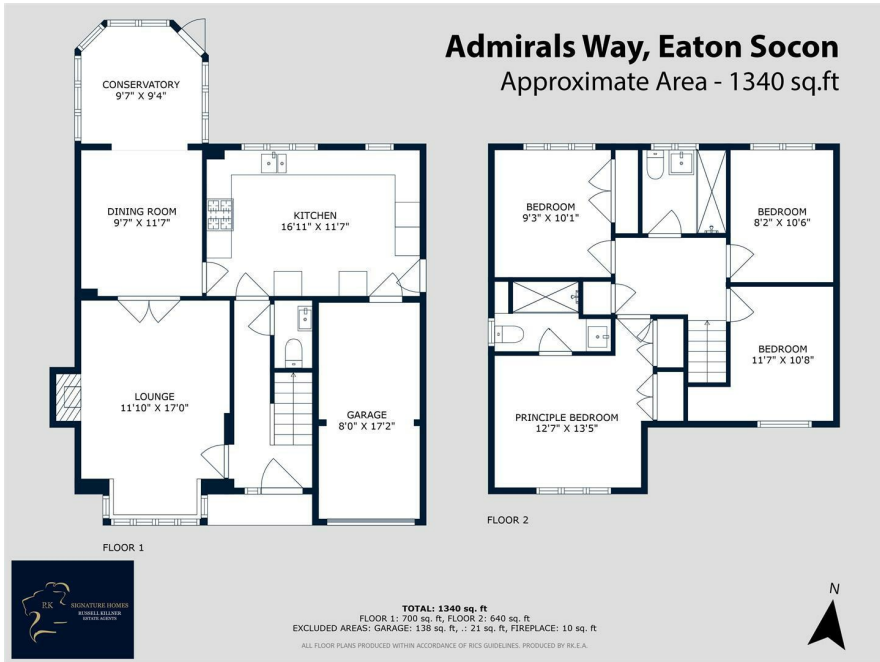 Admirals Way, Eaton Socon
Approximate Area - 1340 sq.ft
CONSERVATORY
9'7" X 9'4"
DINING ROOM
9'7" X 11'7"
KITCHEN
16'11" X 11'7"
BEDROOM
9'3" X 10'1"
BEDROOM
8'2" X 10'6"
BEDROOM
11'7" X 10'8"
LOUNGE
11'10" X 17'0"
GARAGE
8'0" X 17'2"
PRINCIPLE BEDROOM
12'7" X 13'5"
FLOOR 2
FLOOR 1
R.K
SIGNATURE HOMES
RUSSELL KILLNER
ESTATE AGENTS
TOTAL: 1340 sq. ft
FLOOR 1: 700 sq. ft, FLOOR 2: 640 sq. ft
EXCLUDED AREAS: GARAGE: 138 sq. ft, .: 21 sq. ft, FIREPLACE: 10 sq. ft
ALL FLOOR PLANS PRODUCED WITHIN ACCORDANCE OF RICS GUIDELINES. PRODUCED BY RK.E.A.
N